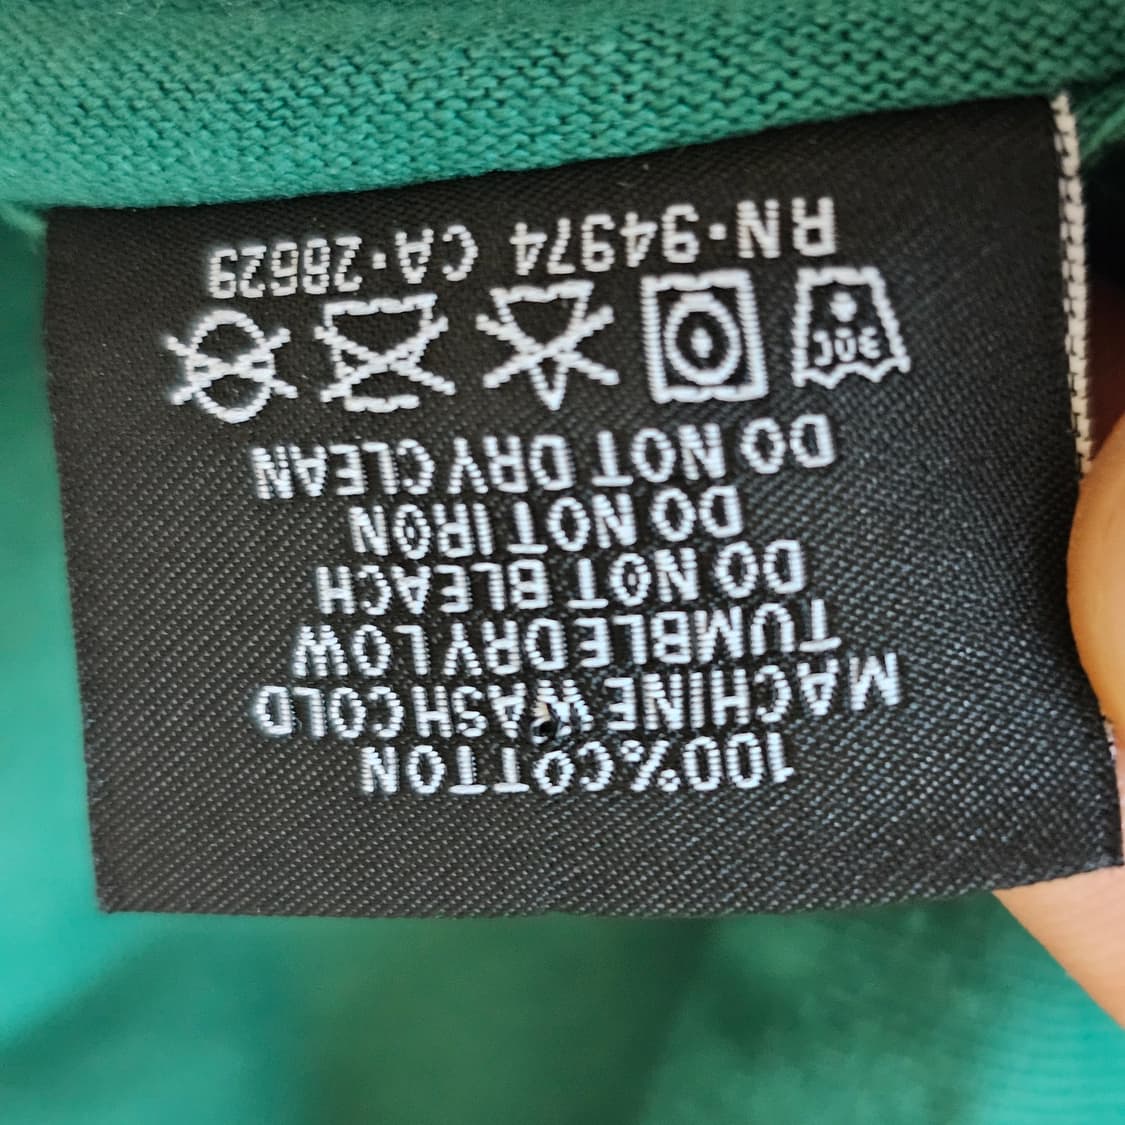 100% COTTON
MACHINE WASH COLD
TUMBLE DRY LOW
DO NOT BLEACH
DO NOT IRON
DO NOT DRY CLEAN
RN·94974 CA·28629